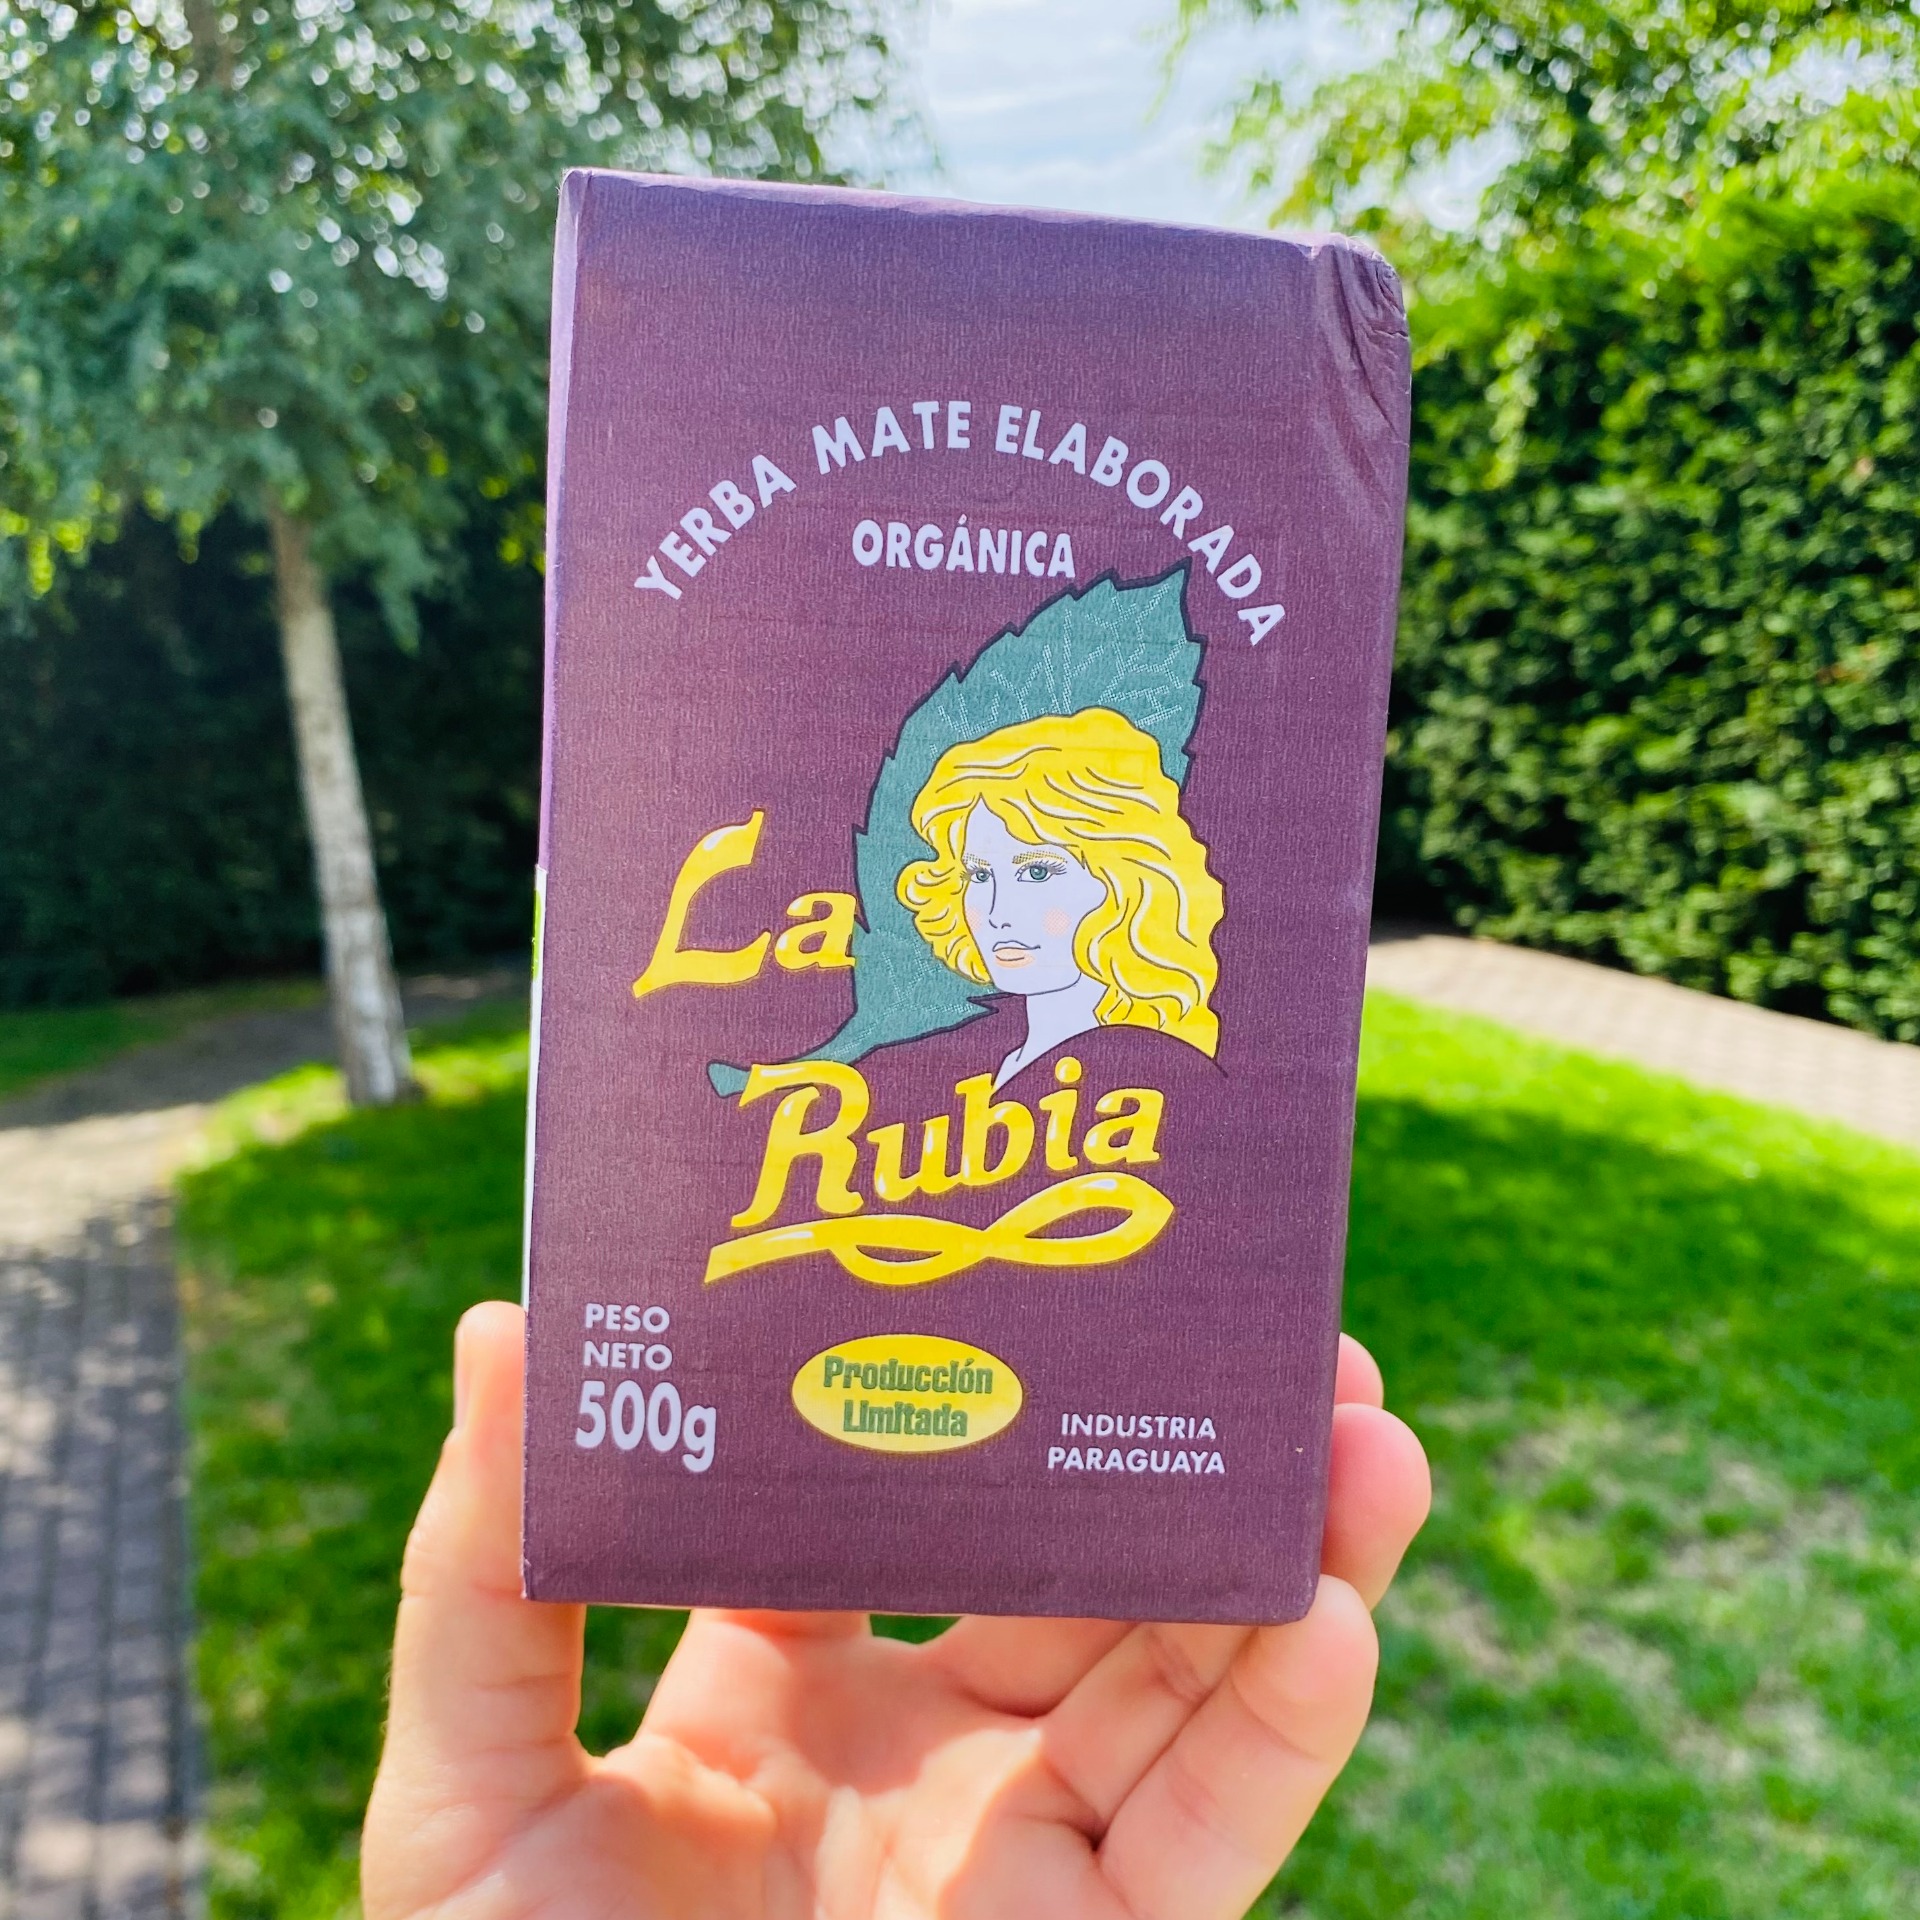 YERBA MATE ELABORADA
ORGÁNICA
La
Rubia
PESO
NETO
500g
Producción
Limitada
INDUSTRIA
PARAGUAYA